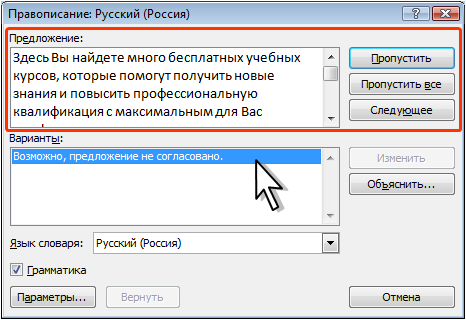 Правописание: Русский (Россия)
Предложение:
Здесь Вы найдете много бесплатных учебных
курсов, которые помогут получить новые
знания и повысить профессиональную
квалификация с максимальным для Вас
Пропустить
Пропустить все
Следующее
Варианты:
Возможно, предложение не согласовано.
Изменить
Объяснить...
Язык словаря:
Русский (Россия)
Грамматика
Параметры...
Вернуть
Отмена